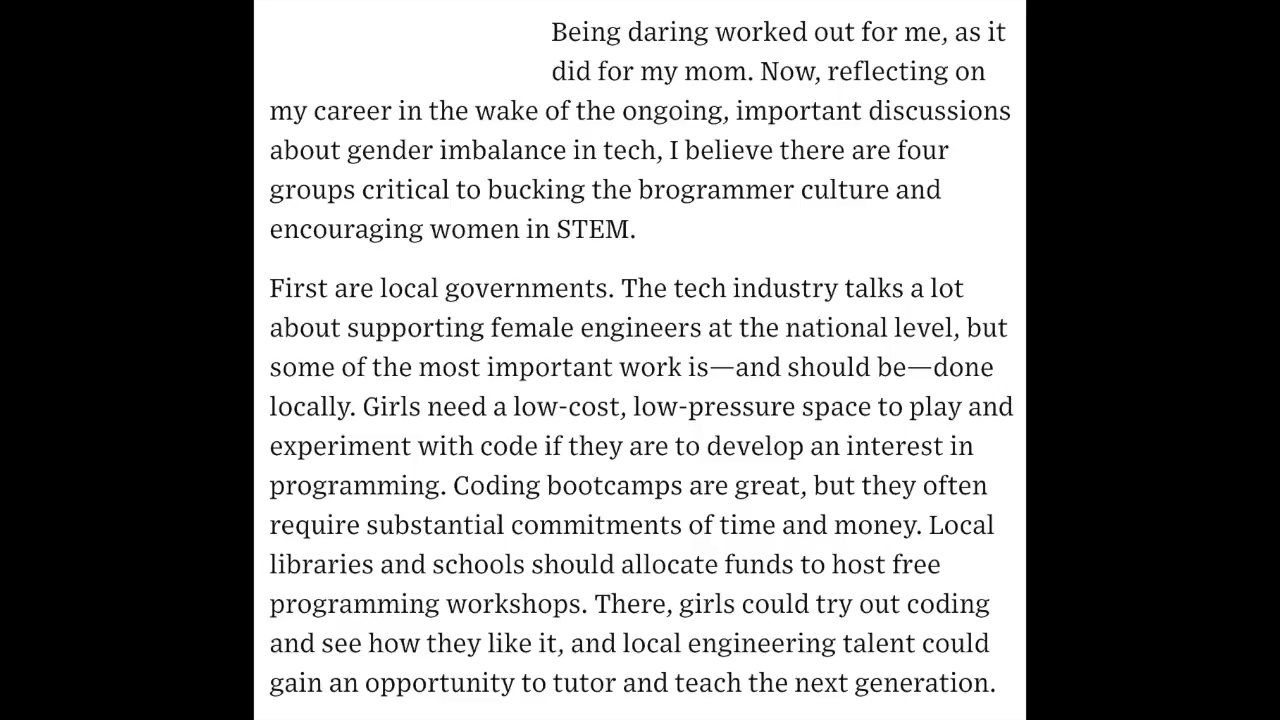 Being daring worked out for me, as it
did for my mom. Now, reflecting on
my career in the wake of the ongoing, important discussions
about gender imbalance in tech, I believe there are four
groups critical to bucking the brogrammer culture and
encouraging women in STEM.
First are local governments. The tech industry talks a lot
about supporting female engineers at the national level, but
some of the most important work is—and should be—done
locally. Girls need a low-cost, low-pressure space to play and
experiment with code if they are to develop an interest in
programming. Coding bootcamps are great, but they often
require substantial commitments of time and money. Local
libraries and schools should allocate funds to host free
programming workshops. There, girls could try out coding
and see how they like it, and local engineering talent could
gain an opportunity to tutor and teach the next generation.